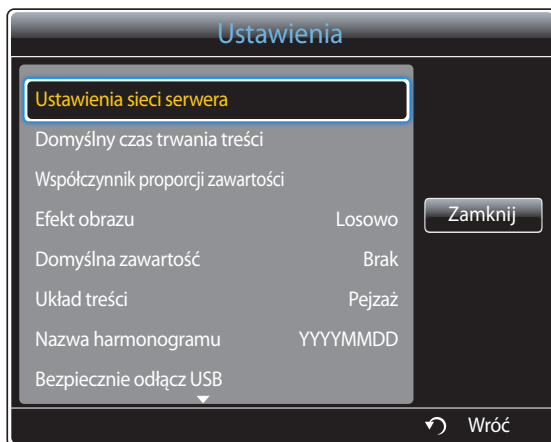 Ustawienia
Ustawienia sieci serwera
Domyślny czas trwania treści
Współczynnik proporcji zawartości
Efekt obrazu Losowo
Domyślna zawartość Brak
Układ treści Pejzaż
Nazwa harmonogramu YYYYMMDD
Bezpiecznie odłącz USB
Zamknij
Wróć